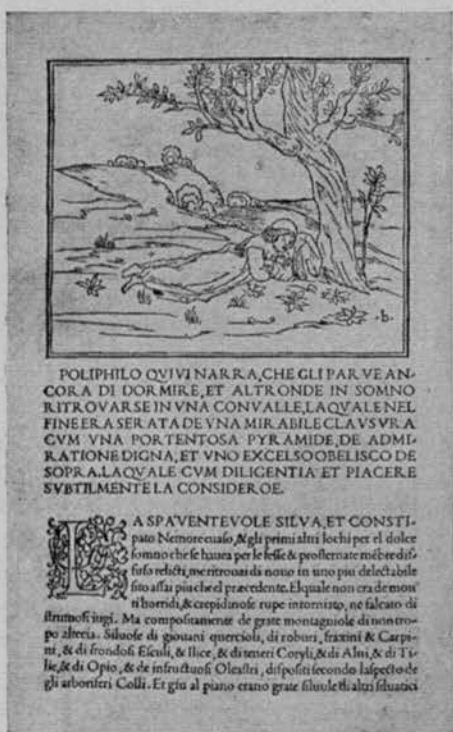 .b.
POLIPHILO QVIVI NARRA, CHE GLI PARVE AN-
CORA DI DORMIRE, ET ALTRONDE IN SOMNO
RITROVARSE IN VNA CONVALLE, LAQVALE NEL
FINE ERA SERATA DE VNA MIRABILE CLAVSVRA
CVM VNA PORTENTOSA PYRAMIDE, DE ADMI-
RATIONE DIGNA, ET VNO EXCELSO OBELISCO DE
SOPRA. LAQVALE CVM DILIGENTIA ET PIACERE
SVBTILMENTE LA CONSIDEROE.
LA SPAVENTEVOLE SILVA, ET CONSTI-
pato Nemore euaso, & gli primi altri lochi per el dolce
somno che se hauea per le fesse & prosternate mēbre dif-
fuso relicti, me ritrouai di nouo in uno piu delectabile
sito assai piu che el præcedente. Elquale non era de mon
ti horridi, & crepidinose rupe intorniato, ne falcato di
strumosi iugi. Ma compositamente de grate montagniole di non tro-
po altecia. Siluose di giouani quercioli, di roburi, fraxini & Carpi-
ni, & di frondosi Esculi, & Ilice, & di teneri Coryli, & di Alni, & di Ti-
lie, & di Opio, & de infructuosi Oleastri, dispositi secondo laspecto de
gli arboriferi Colli. Et giu al piano erano grate siluule di altri siluatici